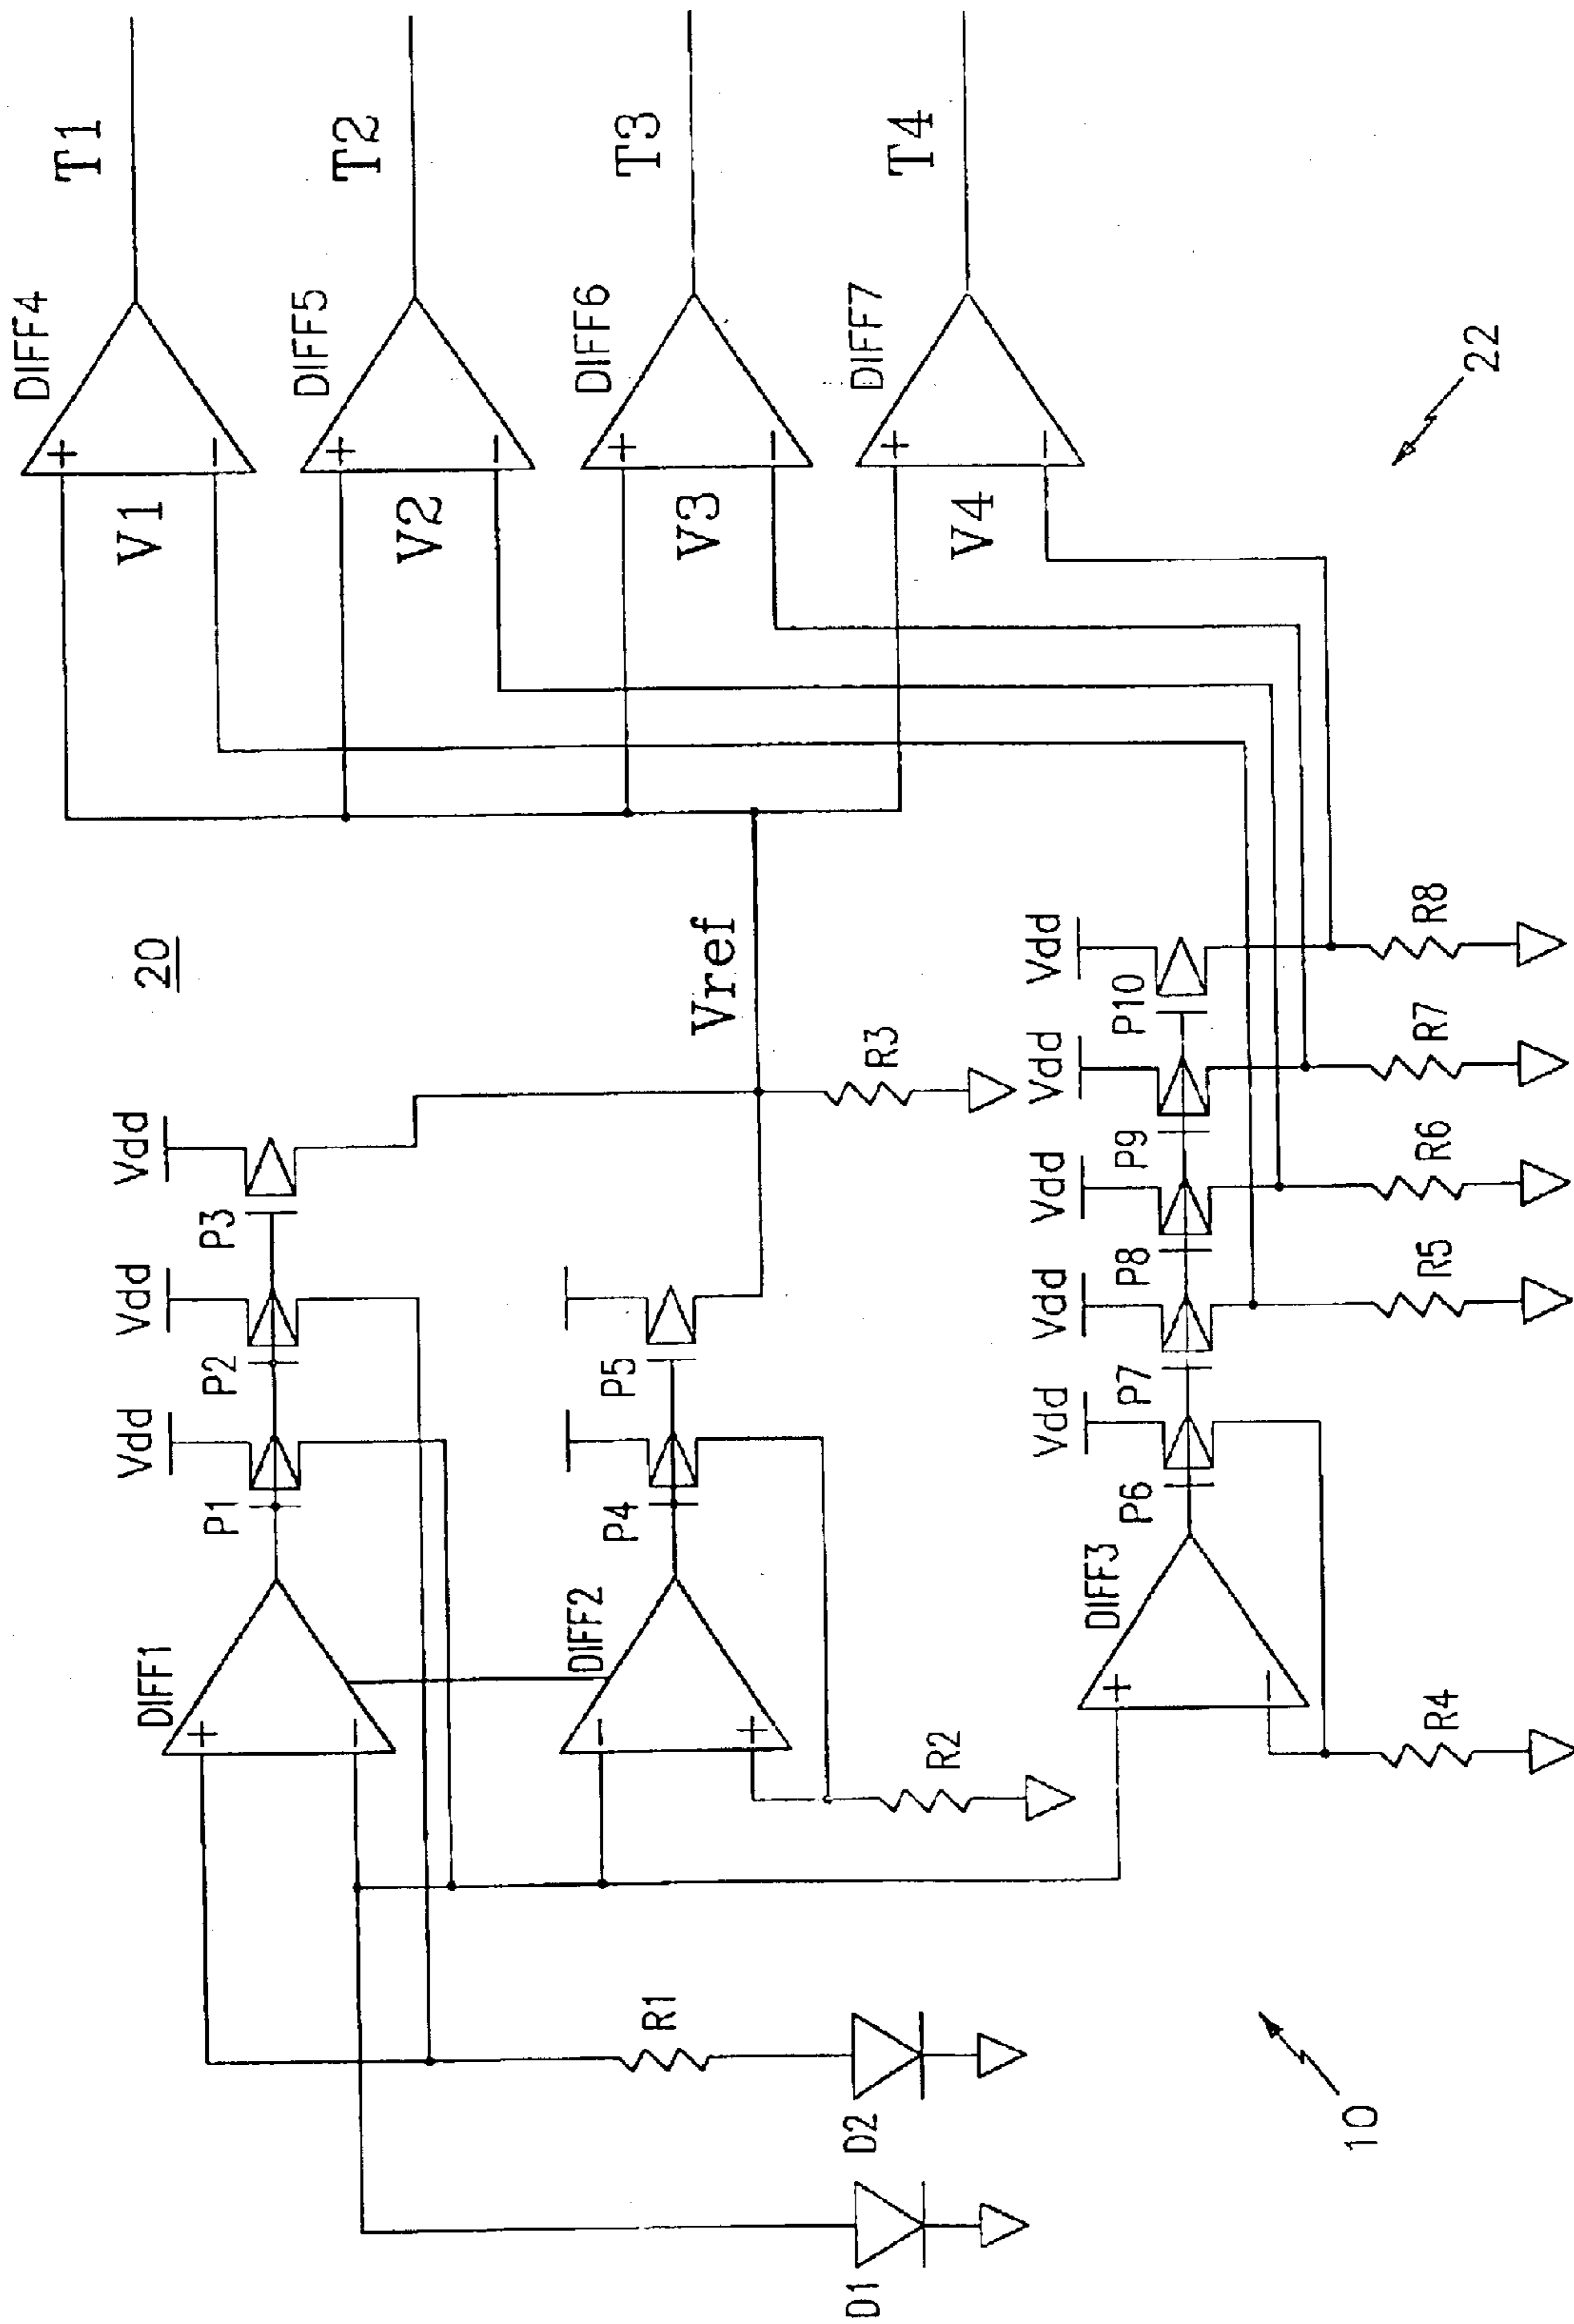 20
T1
T2
T3
T4
DIFF4
DIFF5
DIFF6
DIFF7
+
−
+
−
+
−
+
−
V1
V2
V3
V4
22
Vref
Vdd
Vdd
Vdd
P1
P2
P3
DIFF1
+
−
P4
P5
DIFF2
−
+
R2
R3
Vdd
Vdd
Vdd
Vdd
Vdd
P6
P7
P8
P9
P10
DIFF3
+
−
R4
R5
R6
R7
R8
R1
D1
D2
10